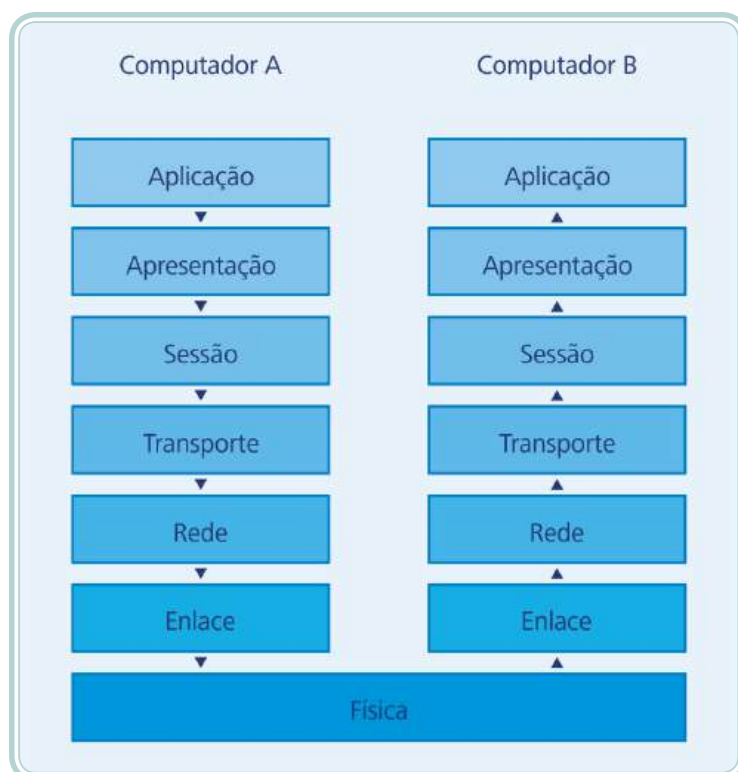 Computador A
Computador B
Aplicação
Aplicação
Apresentação
Apresentação
Sessão
Sessão
Transporte
Transporte
Rede
Rede
Enlace
Enlace
Física